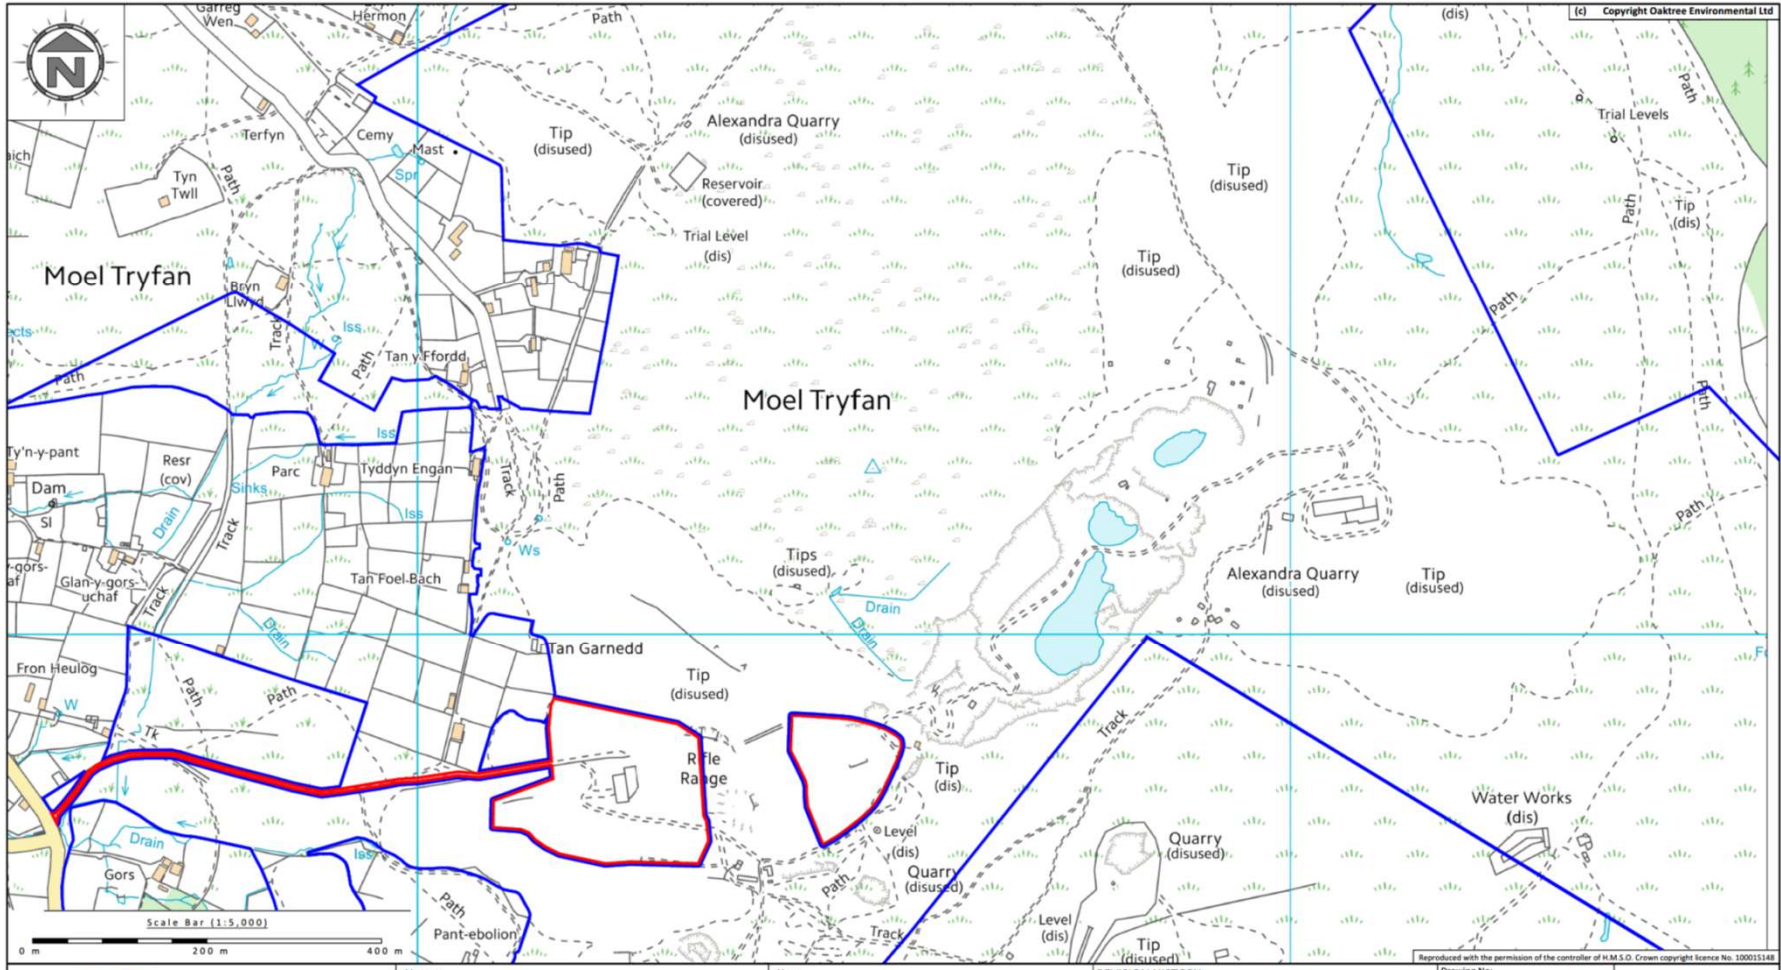 Garreg
Wen
Hermon
Path
(dis)
(c) Copyright Oaktree Environmental Ltd
N
Terfyn
Cemy
Mast
Spr
Tip
(disused)
Alexandra Quarry
(disused)
Reservoir
(covered)
Trial Level
(dis)
Tip
(disused)
Tip
(disused)
Trial Levels
Path
Path
Tip
(dis)
aich
Tyn
Twll
Path
Moel Tryfan
Bryn
Llwyd
Track
Iss
W
Path
Tan y Ffordd
ects
Path
Moel Tryfan
Path
Path
Path
Ty'n-y-pant
Resr
(cov)
Parc
Iss
Tyddyn Engan
Sinks
Iss
Dam
Sl
Drain
Track
Track
Path
Ws
y-gors-
af
Glan-y-gors-
uchaf
Track
Tan Foel Bach
Drain
Tips
(disused)
Drain
Drain
Alexandra Quarry
(disused)
Tip
(disused)
Fron Heulog
W
Path
Path
Tk
Tan Garnedd
Tip
(disused)
Rifle
Range
Tip
(dis)
Level
(dis)
Quarry
(disused)
Path
Track
Track
Quarry
(disused)
Water Works
(dis)
Level
(dis)
Tip
(disused)
Drain
Gors
Iss
Path
Pant-ebolion
Scale Bar (1:5,000)
0 m 200 m 400 m
Reproduced with the permission of the controller of H.M.S.O. Crown copyright licence No. 100015148